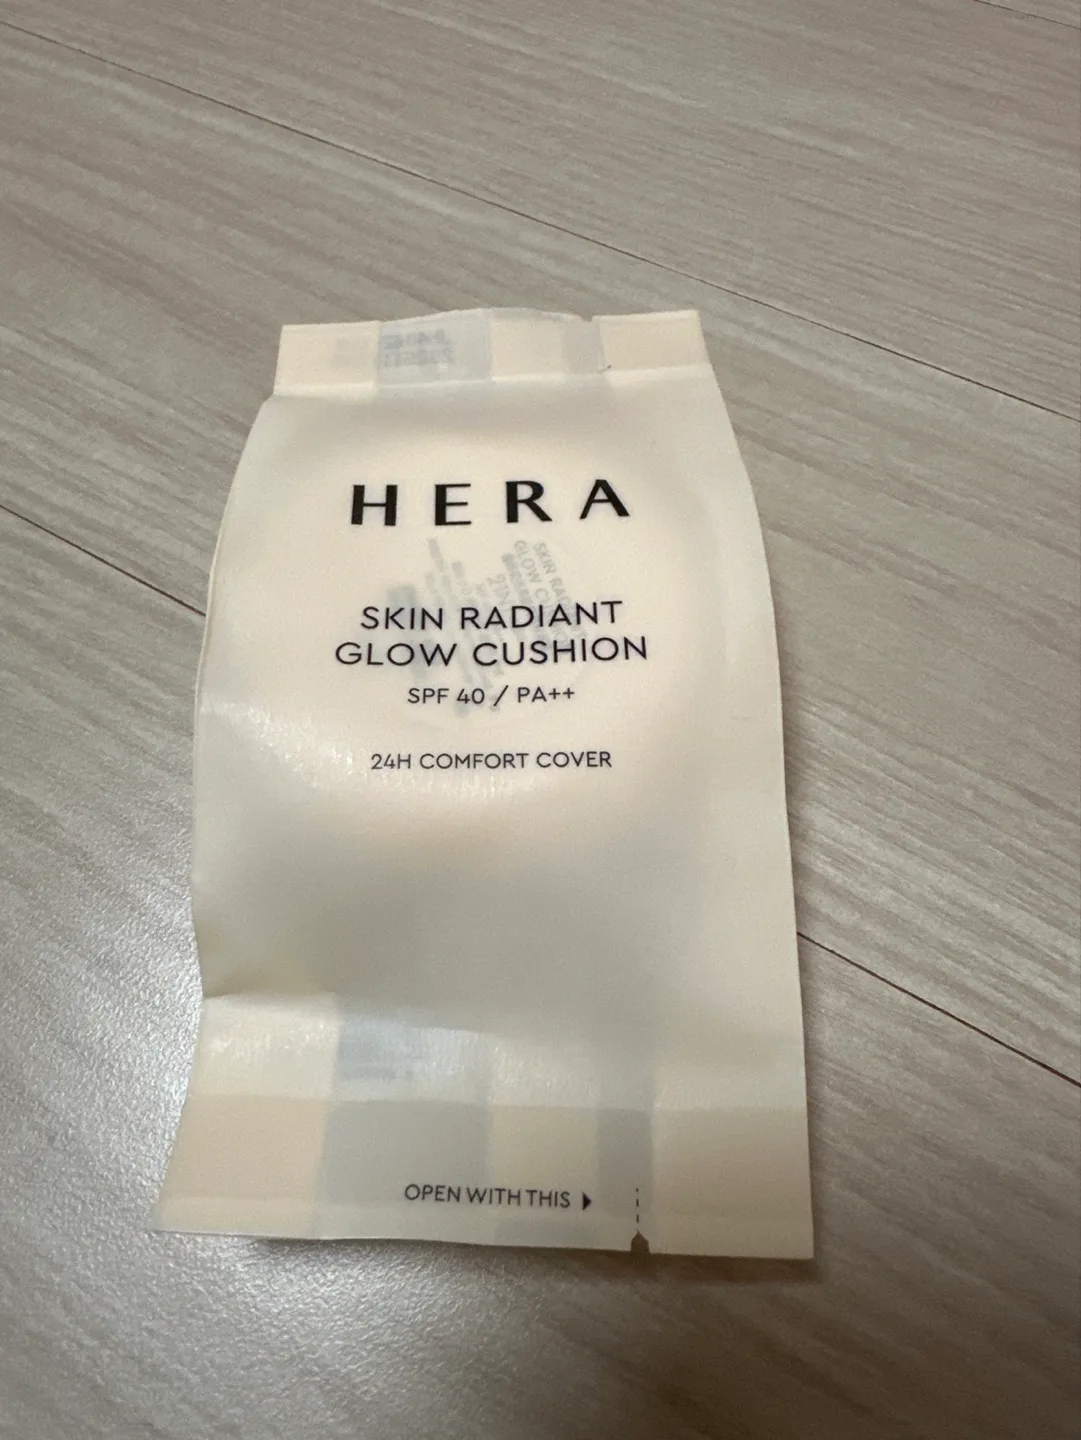 HERA
SKIN RADIANT
GLOW CUSHION
SPF 40 / PA++
24H COMFORT COVER
OPEN WITH THIS